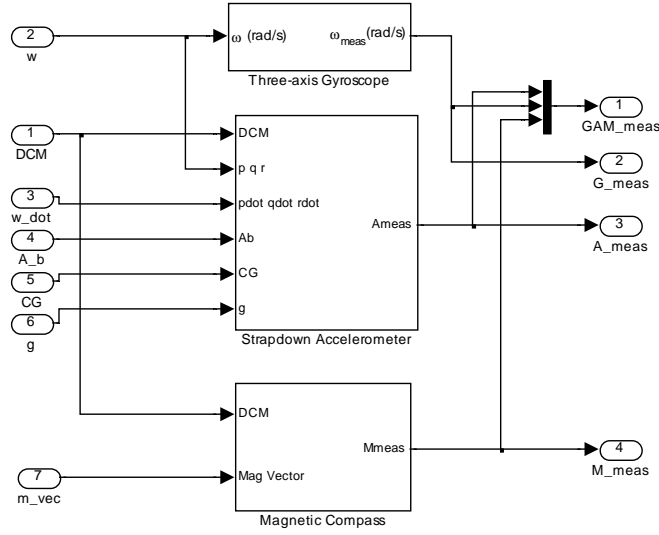 2
w
ω (rad/s)
ωmeas(rad/s)
Three-axis Gyroscope
1
DCM
DCM
p q r
3
w_dot
pdot qdot rdot
4
A_b
Ab
5
CG
CG
6
g
g
Ameas
Strapdown Accelerometer
1
GAM_meas
2
G_meas
3
A_meas
DCM
Mmeas
7
m_vec
Mag Vector
Magnetic Compass
4
M_meas